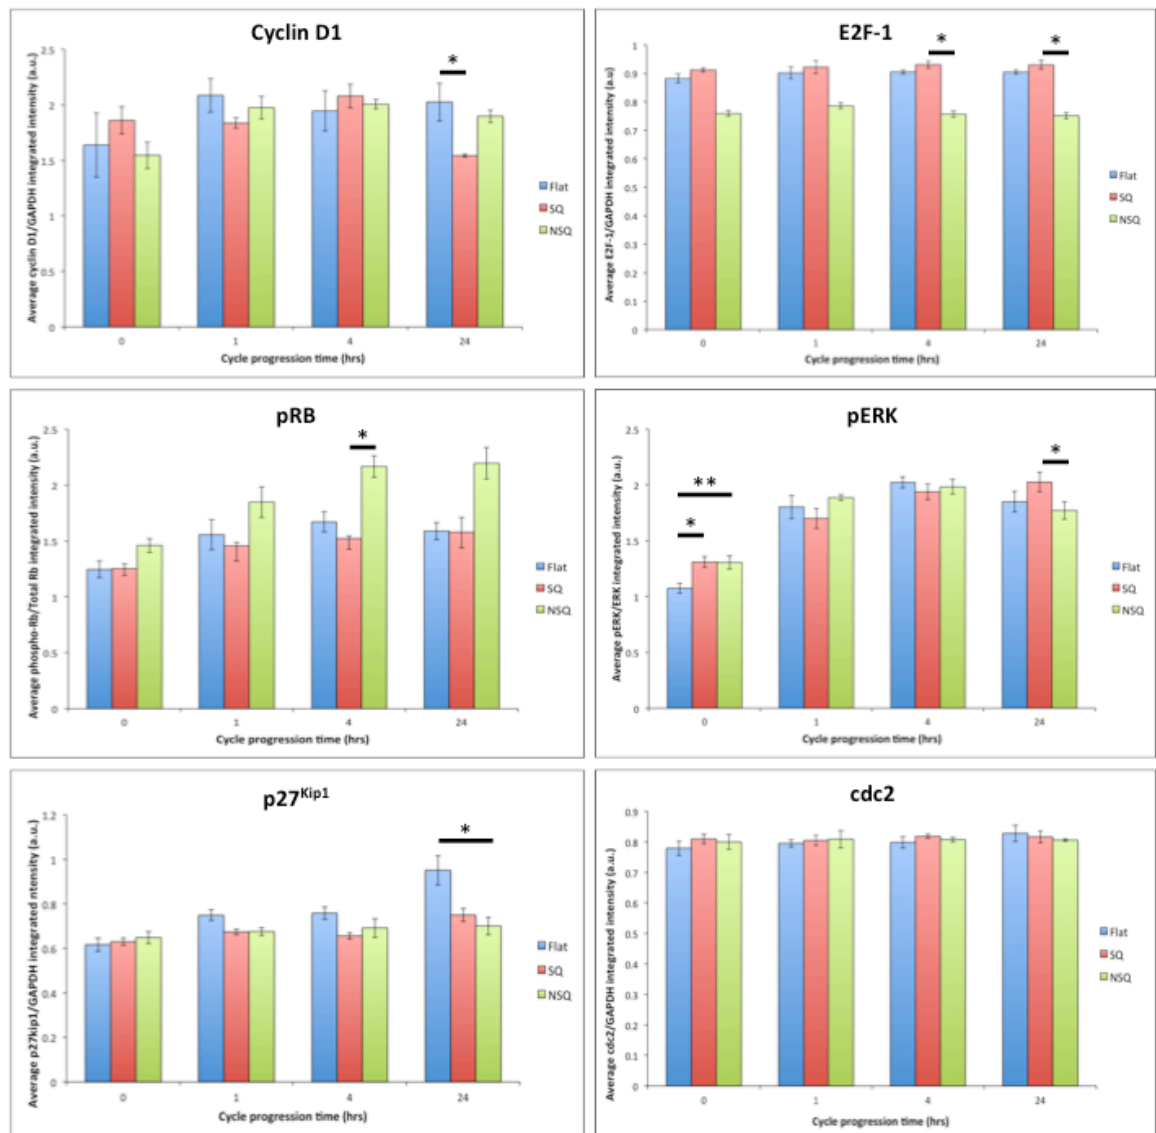 Cyclin D1
*
2.5
2
1.5
1
0.5
0
Average cyclin D1/GAPDH integrated intensity (a.u.)
0 1 4 24
Cycle progression time (hrs)
Flat
SQ
NSQ
E2F-1
* *
1
0.9
0.8
0.7
0.6
0.5
0.4
0.3
0.2
0.1
0
Average E2F-1/GAPDH integrated intensity (a.u)
0 1 4 24
Cycle progression time (hrs)
Flat
SQ
NSQ
pRB
*
2.5
2
1.5
1
0.5
0
Average phospho-Rb/Total Rb integrated intensity (a.u.)
0 1 4 24
Cycle progression time (hrs)
Flat
SQ
NSQ
pERK
**
*
*
2.5
2
1.5
1
0.5
0
Average pERK/ERK integrated intensity (a.u.)
0 1 4 24
Cycle progression time (hrs)
Flat
SQ
NSQ
p27Kip1
*
1.2
1
0.8
0.6
0.4
0.2
0
Average p27kip1/GAPDH integrated ntensity (a.u.)
0 1 4 24
Cycle progression time (hrs)
Flat
SQ
NSQ
cdc2
0.9
0.8
0.7
0.6
0.5
0.4
0.3
0.2
0.1
0
Average cdc2/GAPDH integrated intensity (a.u.)
0 1 4 24
Cycle progression time (hrs)
Flat
SQ
NSQ